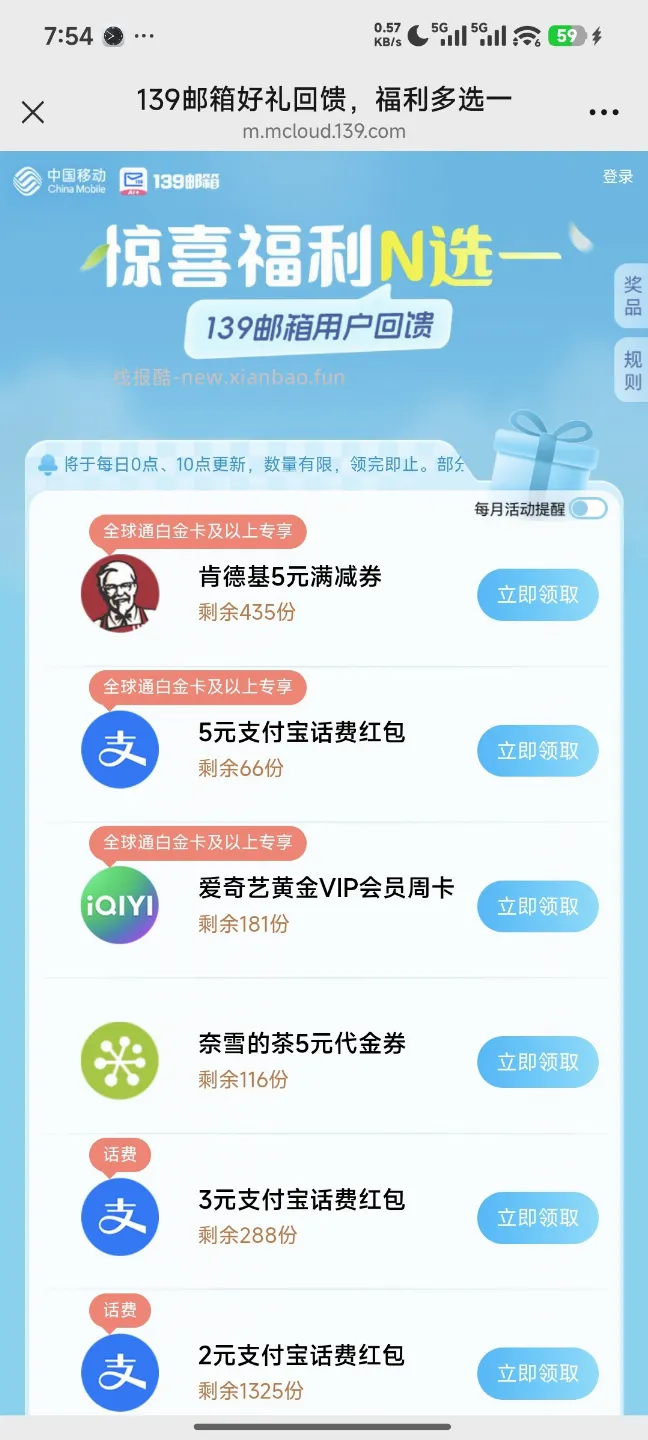 7:54 ···
0.57 KB/s 5G 5G 6 59
139邮箱好礼回馈，福利多选一
m.mcloud.139.com
中国移动
China Mobile
139邮箱
AI+
登录
惊喜福利N选一
奖品
139邮箱用户回馈
规则
线报酷-new.xianbao.fun
将于每日0点、10点更新，数量有限，领完即止。部分
每月活动提醒
全球通白金卡及以上专享
肯德基5元满减券
剩余435份
立即领取
全球通白金卡及以上专享
支
5元支付宝话费红包
剩余66份
立即领取
全球通白金卡及以上专享
iQIYI
爱奇艺黄金VIP会员周卡
剩余181份
立即领取
奈雪的茶5元代金券
剩余116份
立即领取
话费
支
3元支付宝话费红包
剩余288份
立即领取
话费
支
2元支付宝话费红包
剩余1325份
立即领取